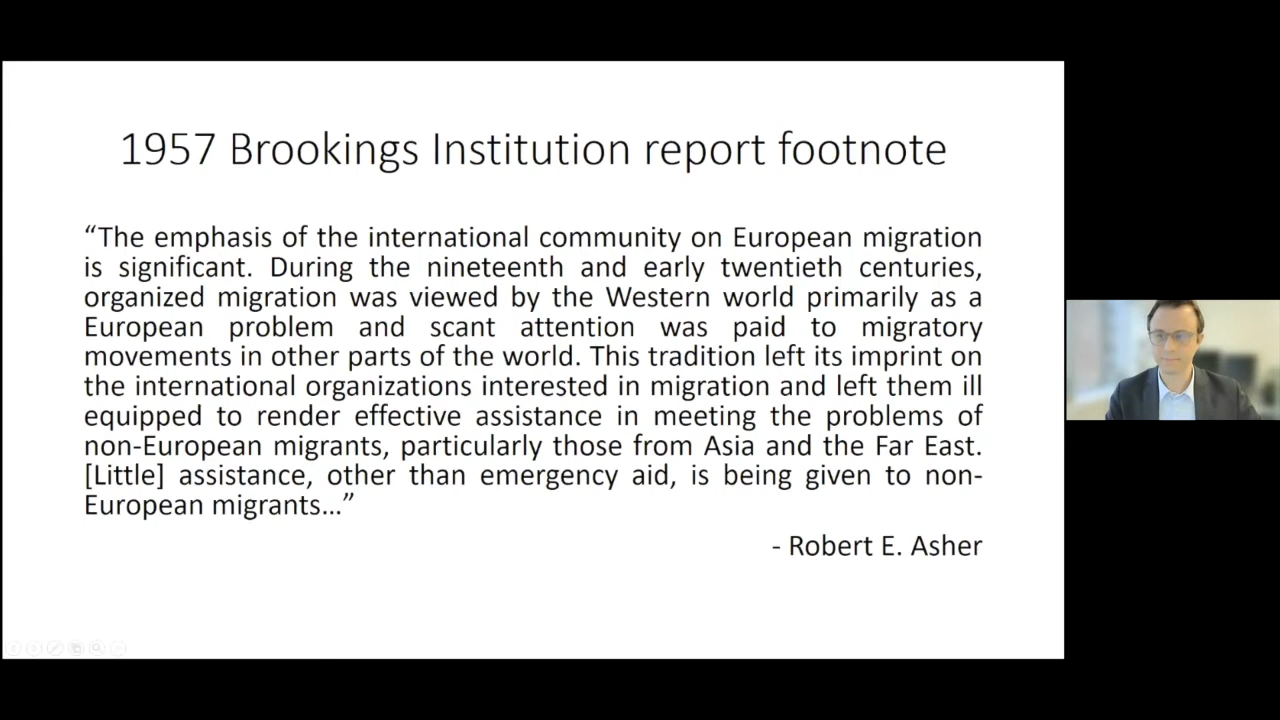 1957 Brookings Institution report footnote
“The emphasis of the international community on European migration
is significant. During the nineteenth and early twentieth centuries,
organized migration was viewed by the Western world primarily as a
European problem and scant attention was paid to migratory
movements in other parts of the world. This tradition left its imprint on
the international organizations interested in migration and left them ill
equipped to render effective assistance in meeting the problems of
non-European migrants, particularly those from Asia and the Far East.
[Little] assistance, other than emergency aid, is being given to non-
European migrants…”
- Robert E. Asher